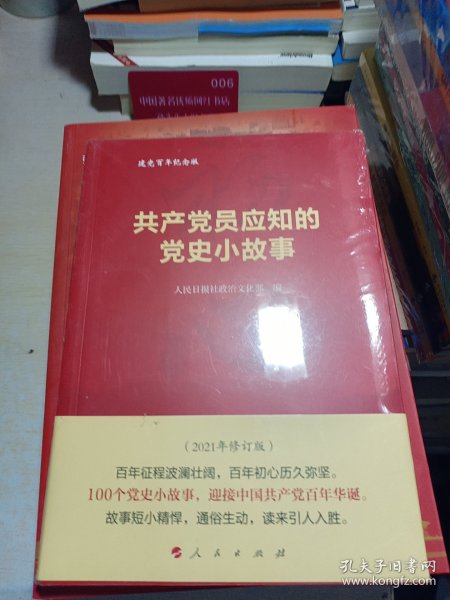 006
中国著名优质网红书店
建党百年纪念版
共产党员应知的
党史小故事
人民日报社政治文化部 编
(2021年修订版)
百年征程波澜壮阔，百年初心历久弥坚。
100个党史小故事，迎接中国共产党百年华诞。
故事短小精悍，通俗生动，读来引人入胜。
人民出版社
孔夫子旧书网
www.kongfz.com